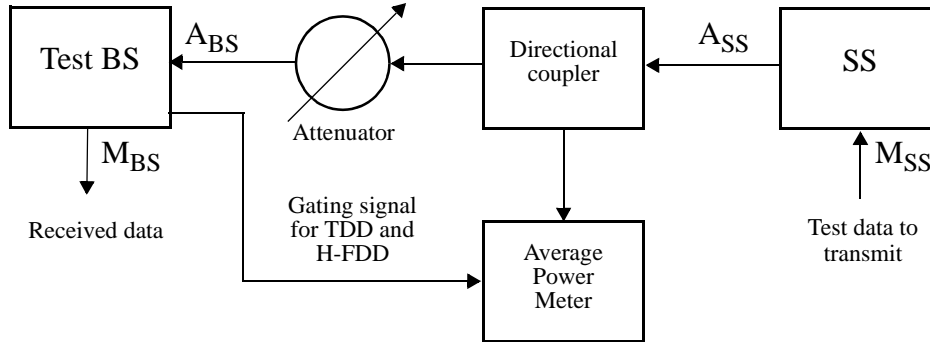 Test BS
A_BS
Attenuator
Directional
coupler
A_SS
SS
M_BS
Received data
Gating signal
for TDD and
H-FDD
Average
Power
Meter
M_SS
Test data to
transmit